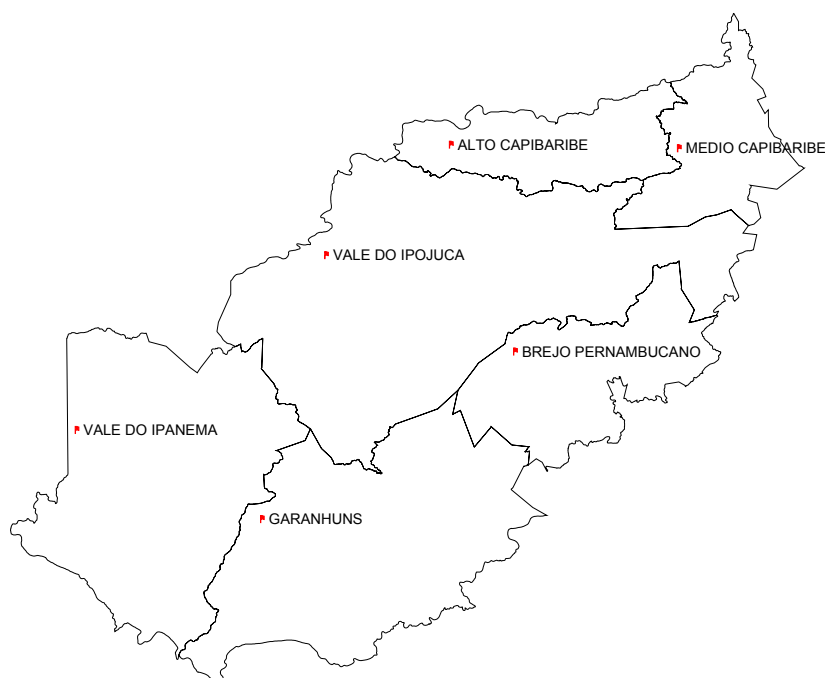 ALTO CAPIBARIBE
MEDIO CAPIBARIBE
VALE DO IPOJUCA
BREJO PERNAMBUCANO
VALE DO IPANEMA
GARANHUNS